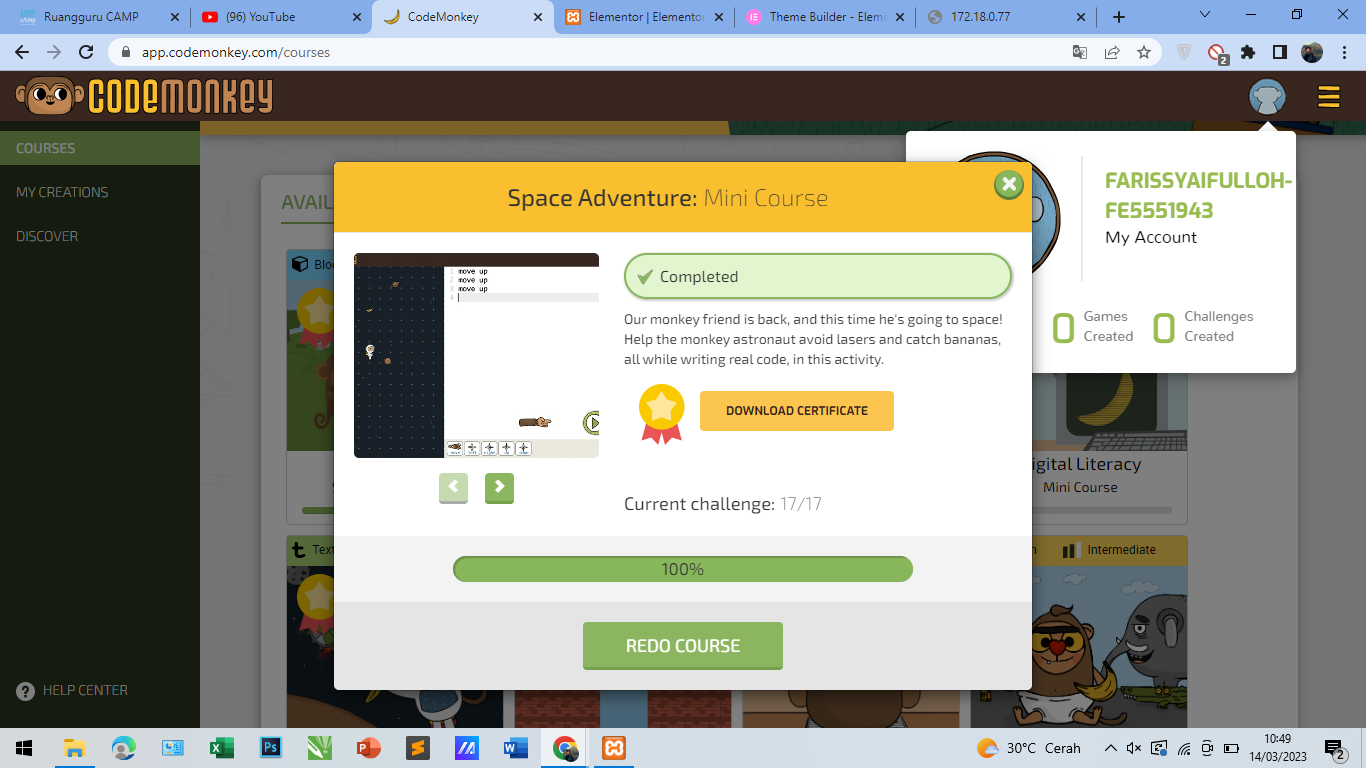 Ruangguru CAMP
(96) YouTube
CodeMonkey
Elementor | Elementor
Theme Builder - Eleme
172.18.0.77
app.codemonkey.com/courses
2
CODEMONKEY
COURSES
MY CREATIONS
DISCOVER
HELP CENTER
AVAIL
Bloc
Text
FARISSYAIFULLOH-
FE5551943
My Account
0 Games Created
0 Challenges Created
Space Adventure: Mini Course
1 move up
2 move up
3 move up
4
Completed
Our monkey friend is back, and this time he's going to space!
Help the monkey astronaut avoid lasers and catch bananas,
all while writing real code, in this activity.
DOWNLOAD CERTIFICATE
Current challenge: 17/17
100%
REDO COURSE
igital Literacy
Mini Course
Intermediate
30°C Cerah
10:49
14/03/2023
2